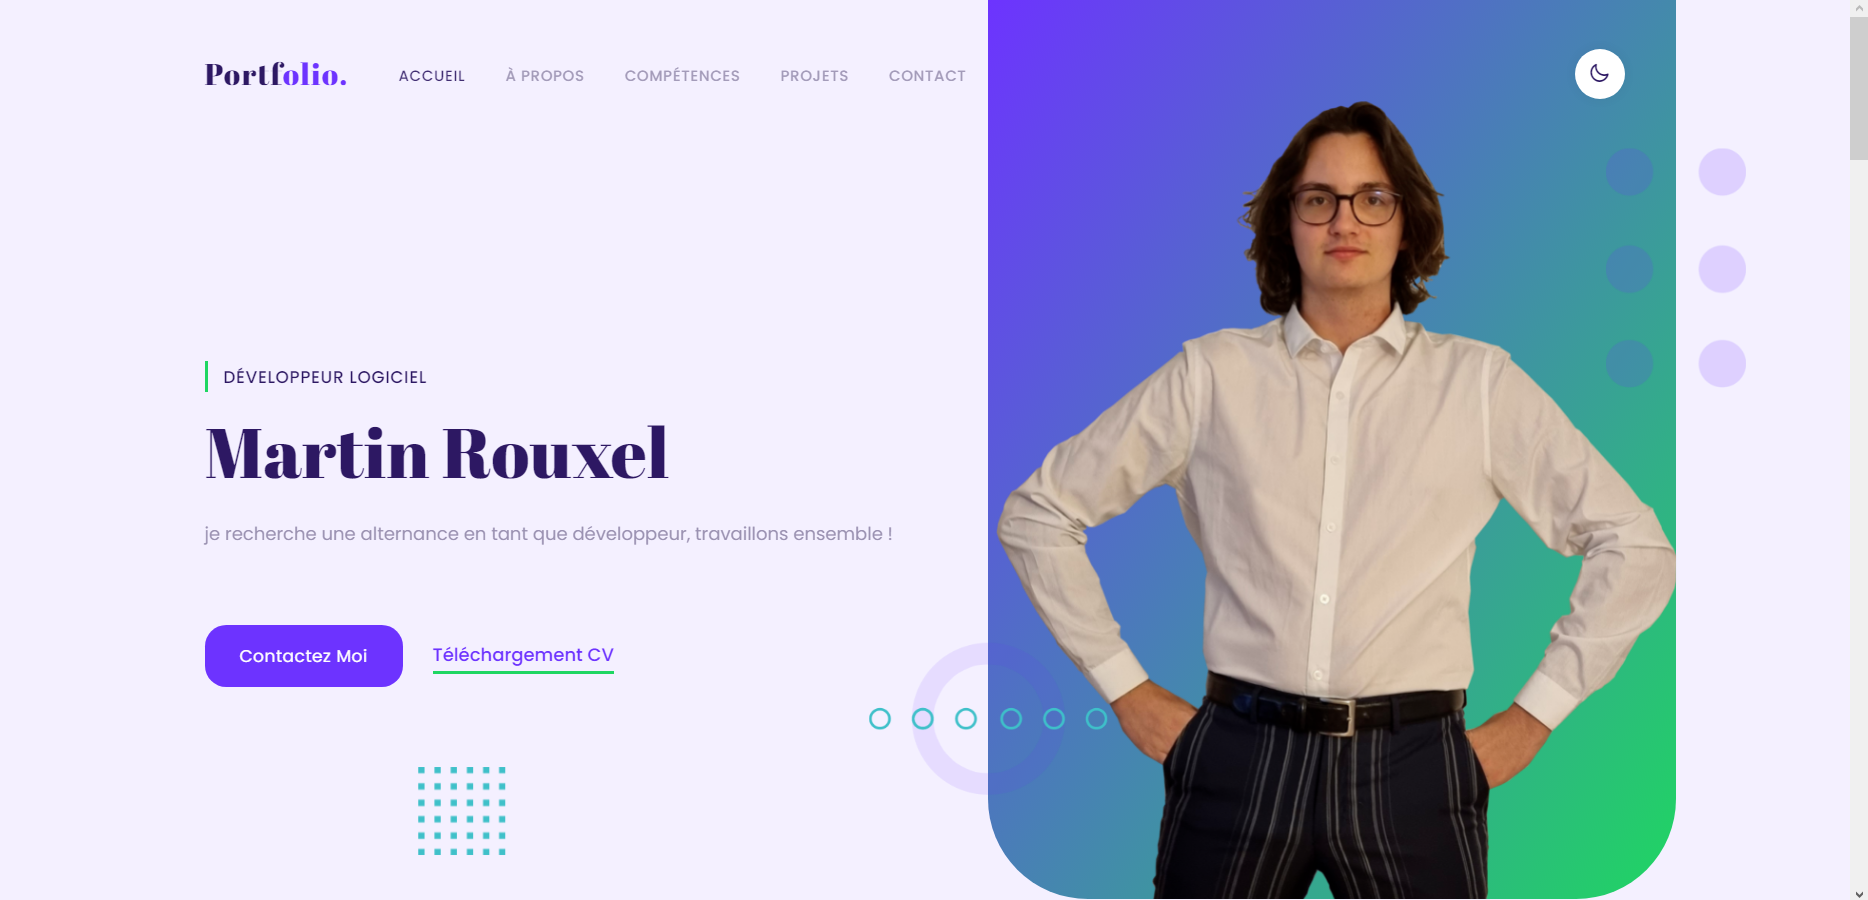 Portfolio.
ACCUEIL
À PROPOS
COMPÉTENCES
PROJETS
CONTACT
DÉVELOPPEUR LOGICIEL
Martin Rouxel
je recherche une alternance en tant que développeur, travaillons ensemble !
Contactez Moi
Téléchargement CV